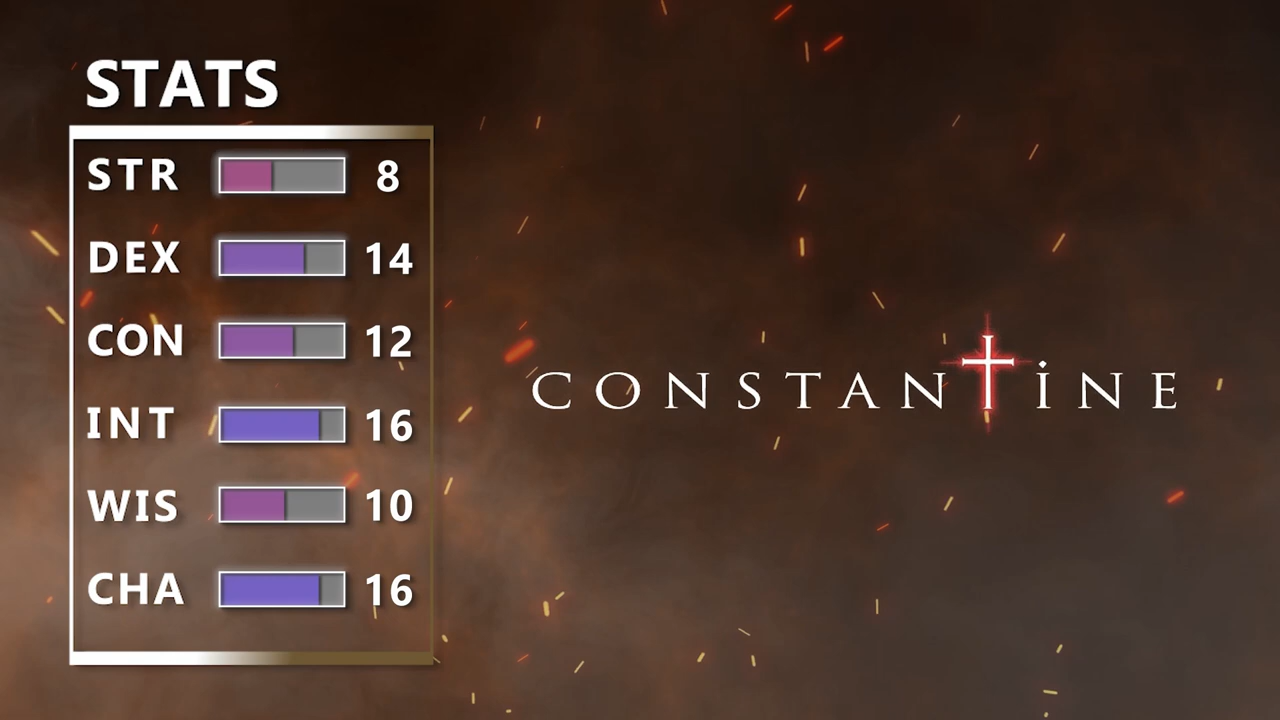 STATS
STR 8
DEX 14
CON 12
INT 16
WIS 10
CHA 16
CONSTANTiNE